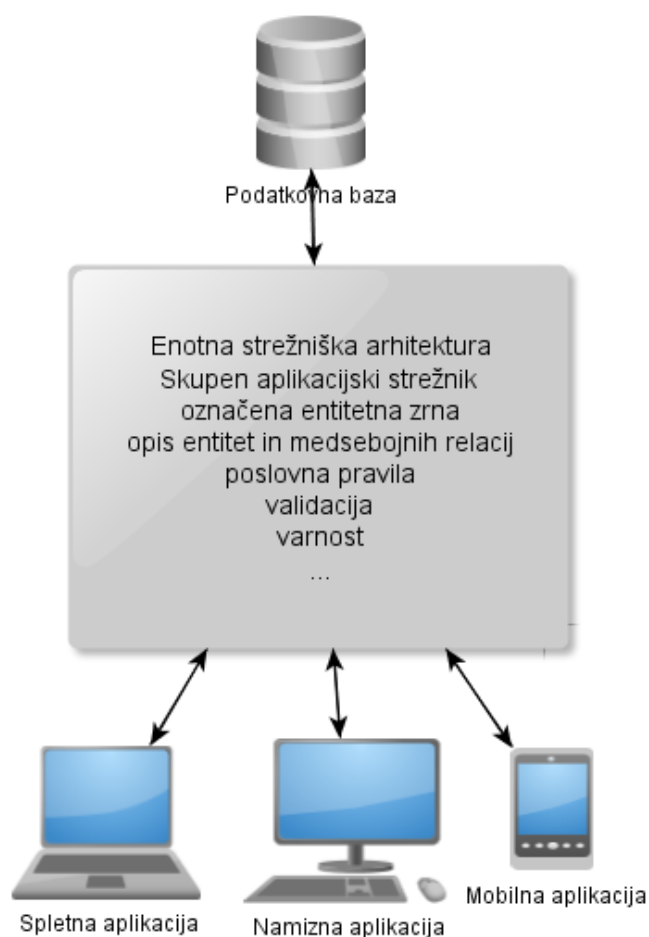 Podatkovna baza
Enotna strežniška arhitektura
Skupen aplikacijski strežnik
označena entitetna zrna
opis entitet in medsebojnih relacij
poslovna pravila
validacija
varnost
...
Spletna aplikacija
Namizna aplikacija
Mobilna aplikacija